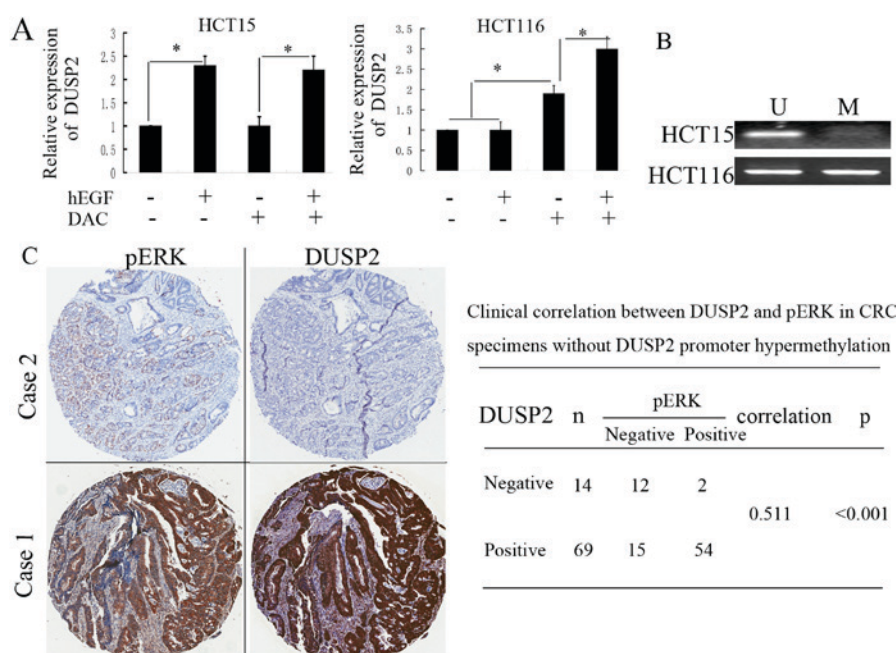 A
HCT15
Relative expression
of DUSP2
3
2.5
2
1.5
1
0.5
0
*
*
hEGF - + - +
DAC - - + +
HCT116
Relative expression
of DUSP2
3.5
3
2.5
2
1.5
1
0.5
0
*
*
- + - +
- - + +
B
U M
HCT15
HCT116
C
pERK DUSP2
Case 2
Case 1
Clinical correlation between DUSP2 and pERK in CRC
specimens without DUSP2 promoter hypermethylation
DUSP2 n pERK correlation p
Negative Positive
Negative 14 12 2
0.511 <0.001
Positive 69 15 54